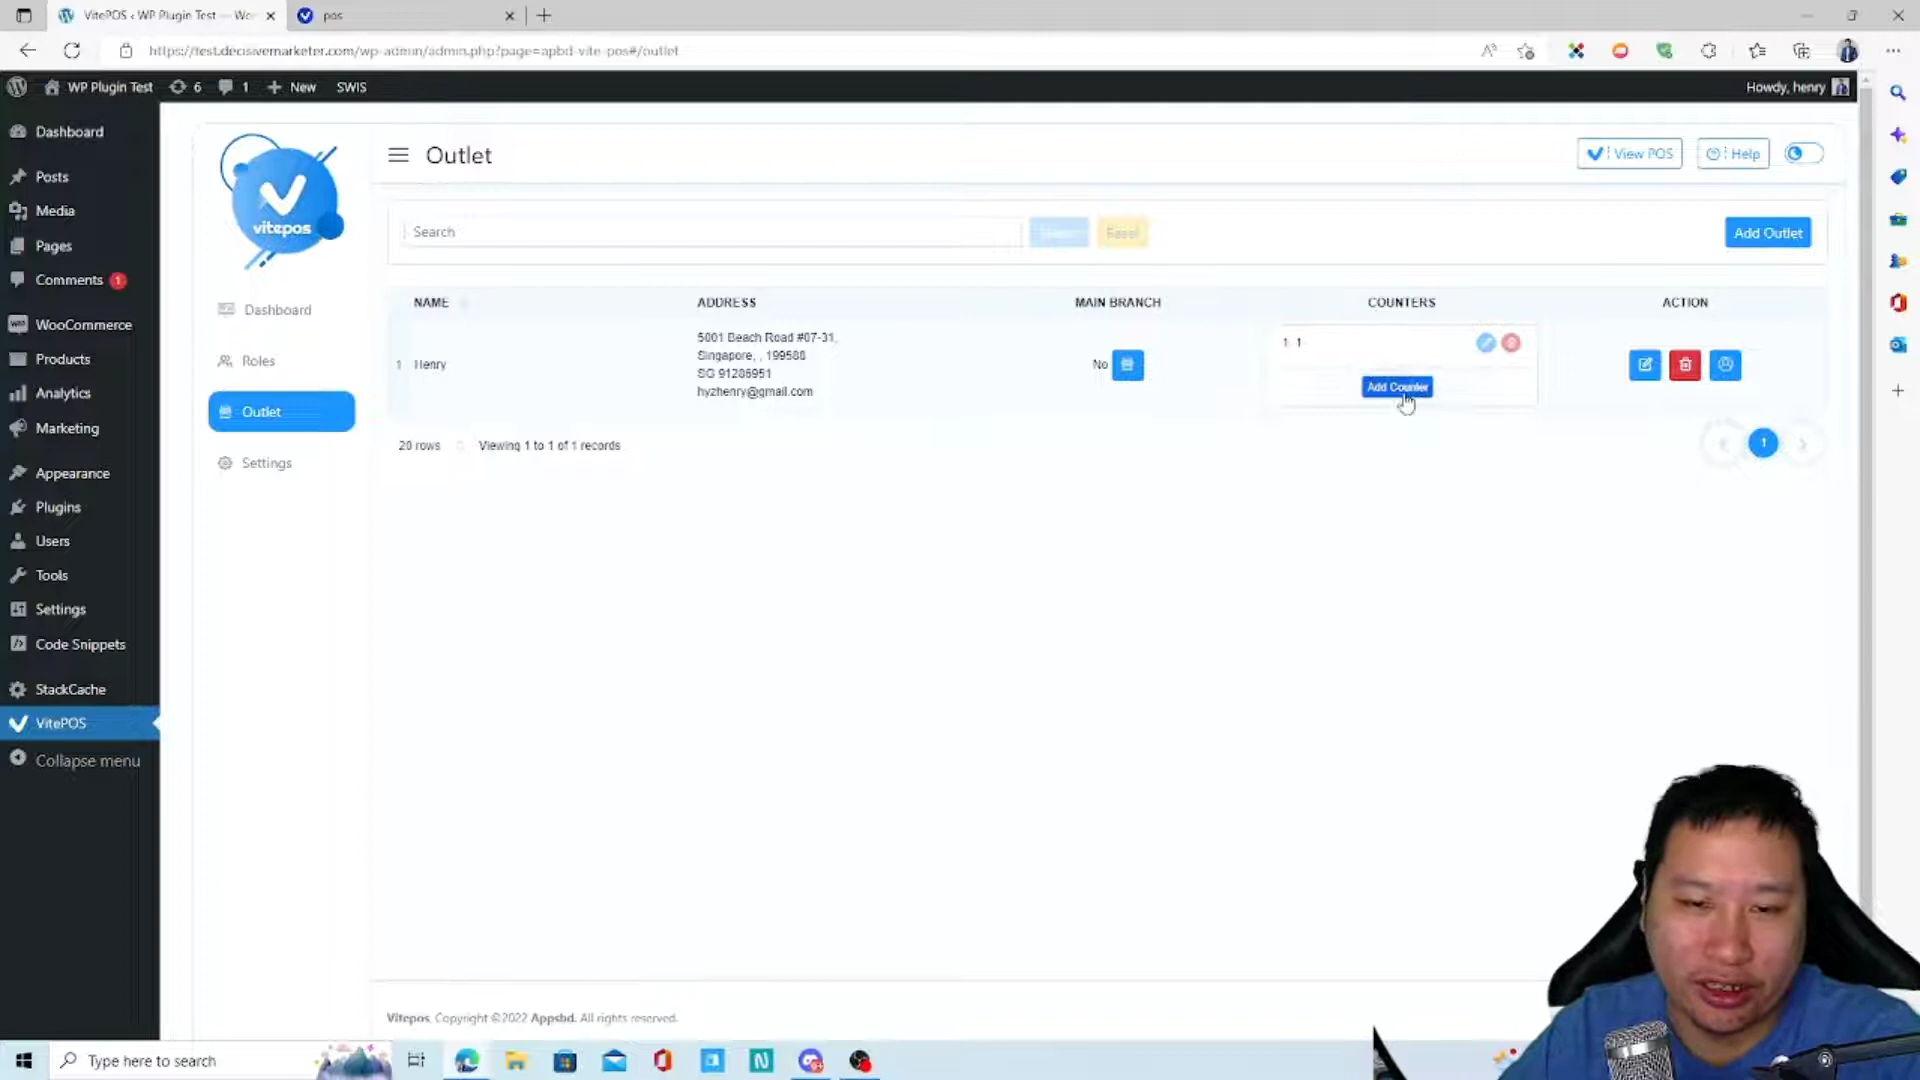 VitePOS ‹ WP Plugin Test — Wo
pos
https://test.decisivemarketer.com/wp-admin/admin.php?page=apbd-vite-pos#/outlet
WP Plugin Test
6
1
New
SWIS
Howdy, henry
Dashboard
Posts
Media
Pages
Comments 1
WooCommerce
Products
Analytics
Marketing
Appearance
Plugins
Users
Tools
Settings
Code Snippets
StackCache
VitePOS
Collapse menu
vitepos
Dashboard
Roles
Outlet
Settings
Outlet
View POS
Help
Search
Reset
Add Outlet
NAME
ADDRESS
MAIN BRANCH
COUNTERS
ACTION
1
Henry
5001 Beach Road #07-31,
Singapore, , 199588
SG 91286951
hyzhenry@gmail.com
No
1 1
Add Counter
20 rows
Viewing 1 to 1 of 1 records
1
Vitepos, Copyright ©2022 Appsbd. All rights reserved.
Type here to search